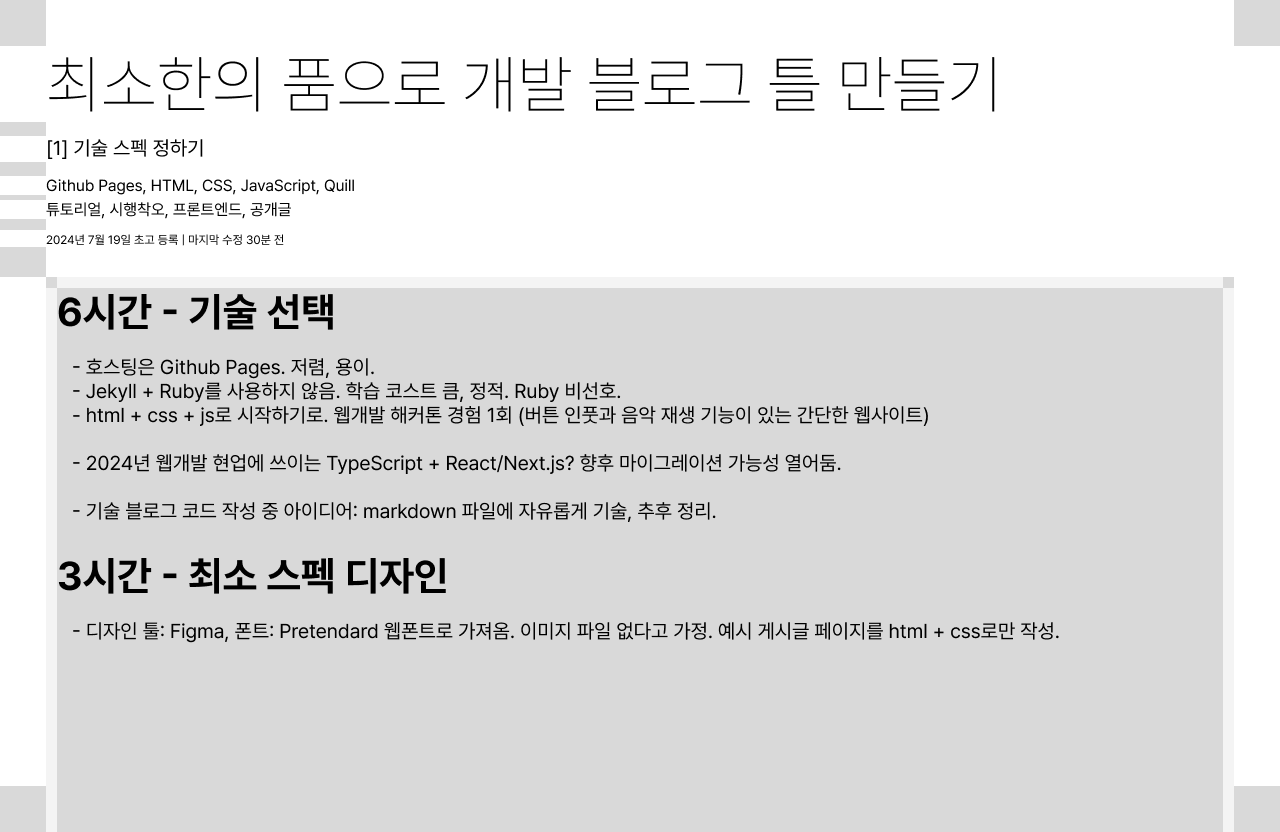 최소한의 품으로 개발 블로그 틀 만들기
[1] 기술 스펙 정하기
Github Pages, HTML, CSS, JavaScript, Quill
튜토리얼, 시행착오, 프론트엔드, 공개글
2024년 7월 19일 초고 등록 | 마지막 수정 30분 전
6시간 - 기술 선택
- 호스팅은 Github Pages. 저렴, 용이.
- Jekyll + Ruby를 사용하지 않음. 학습 코스트 큼, 정적. Ruby 비선호.
- html + css + js로 시작하기로. 웹개발 해커톤 경험 1회 (버튼 인풋과 음악 재생 기능이 있는 간단한 웹사이트)
- 2024년 웹개발 현업에 쓰이는 TypeScript + React/Next.js? 향후 마이그레이션 가능성 열어둠.
- 기술 블로그 코드 작성 중 아이디어: markdown 파일에 자유롭게 기술, 추후 정리.
3시간 - 최소 스펙 디자인
- 디자인 툴: Figma, 폰트: Pretendard 웹폰트로 가져옴. 이미지 파일 없다고 가정. 예시 게시글 페이지를 html + css로만 작성.